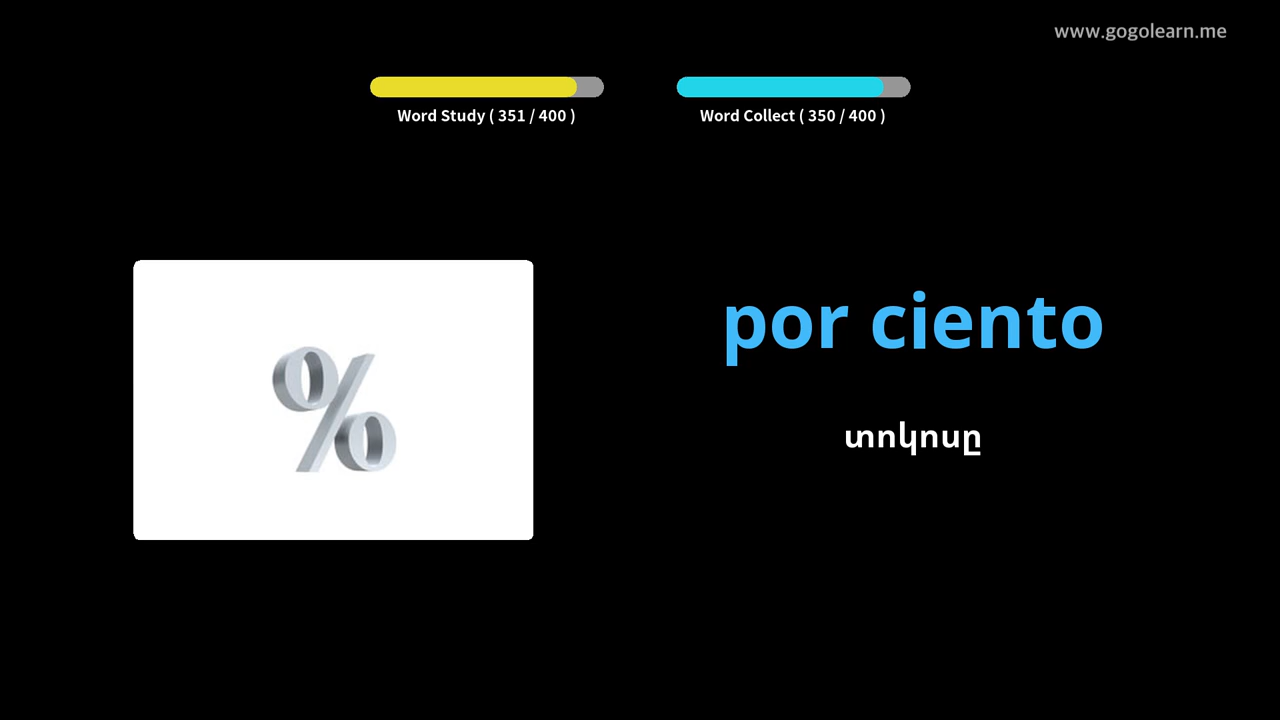 www.gogolearn.me
Word Study ( 351 / 400 )
Word Collect ( 350 / 400 )
%
por ciento
տոկոսը